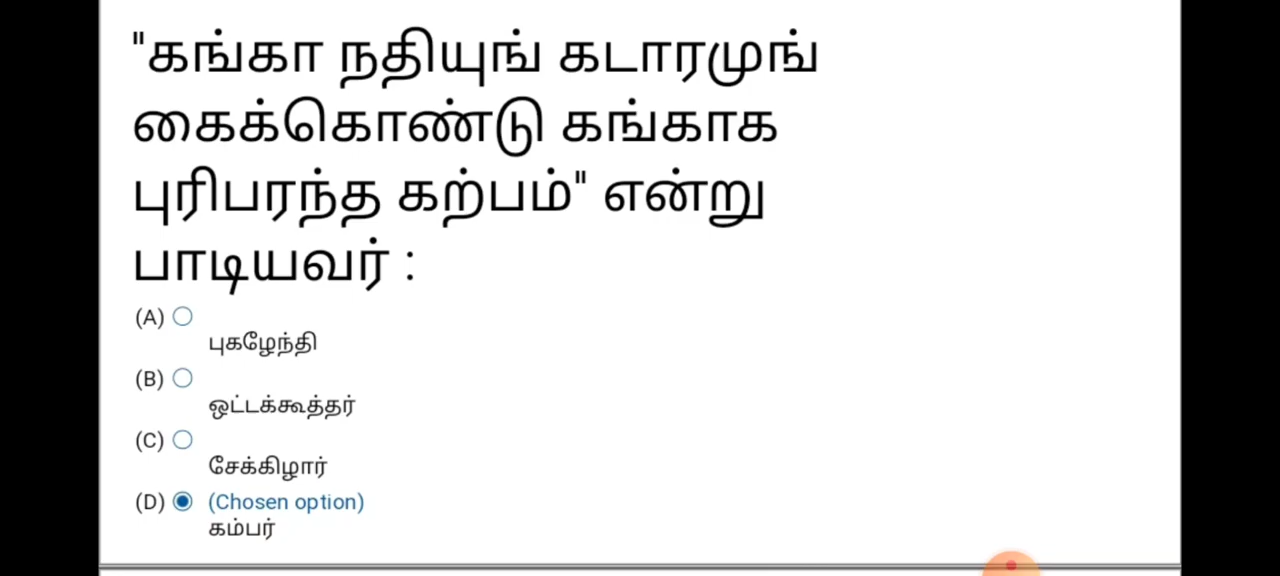 "கங்கா நதியுங் கடாரமுங்
கைக்கொண்டு கங்காக
புரிபரந்த கற்பம்" என்று
பாடியவர் :
(A)
புகழேந்தி
(B)
ஒட்டக்கூத்தர்
(C)
சேக்கிழார்
(D) (Chosen option)
கம்பர்